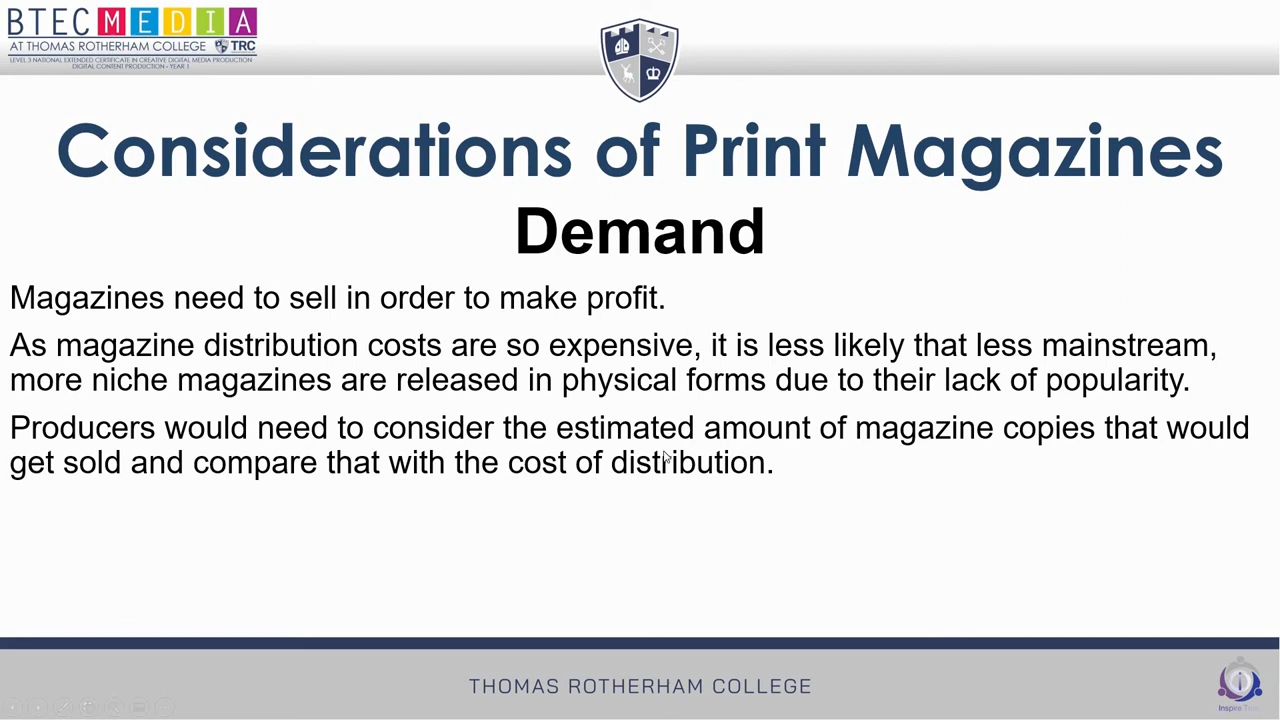 BTEC MEDIA
AT THOMAS ROTHERHAM COLLEGE TRC
LEVEL 3 NATIONAL EXTENDED CERTIFICATE IN CREATIVE DIGITAL MEDIA PRODUCTION
DIGITAL CONTENT PRODUCTION - YEAR 1
Considerations of Print Magazines
Demand
Magazines need to sell in order to make profit.
As magazine distribution costs are so expensive, it is less likely that less mainstream,
more niche magazines are released in physical forms due to their lack of popularity.
Producers would need to consider the estimated amount of magazine copies that would
get sold and compare that with the cost of distribution.
THOMAS ROTHERHAM COLLEGE